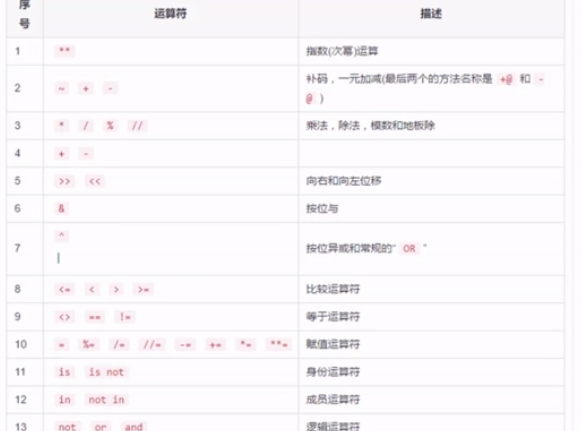 序号 运算符 描述
1 ** 指数(次幂)运算
2 ~ + - 补码,一元加减(最后两个的方法名称是 +@ 和 -@ )
3 * / % // 乘法,除法,模数和地板除
4 + -
5 >> << 向右和向左位移
6 & 按位与
7 ^ | 按位异或和常规的" OR "
8 <= < > >= 比较运算符
9 <> == != 等于运算符
10 = %= /= //= -= += *= **= 赋值运算符
11 is is not 身份运算符
12 in not in 成员运算符
13 not or and 逻辑运算符